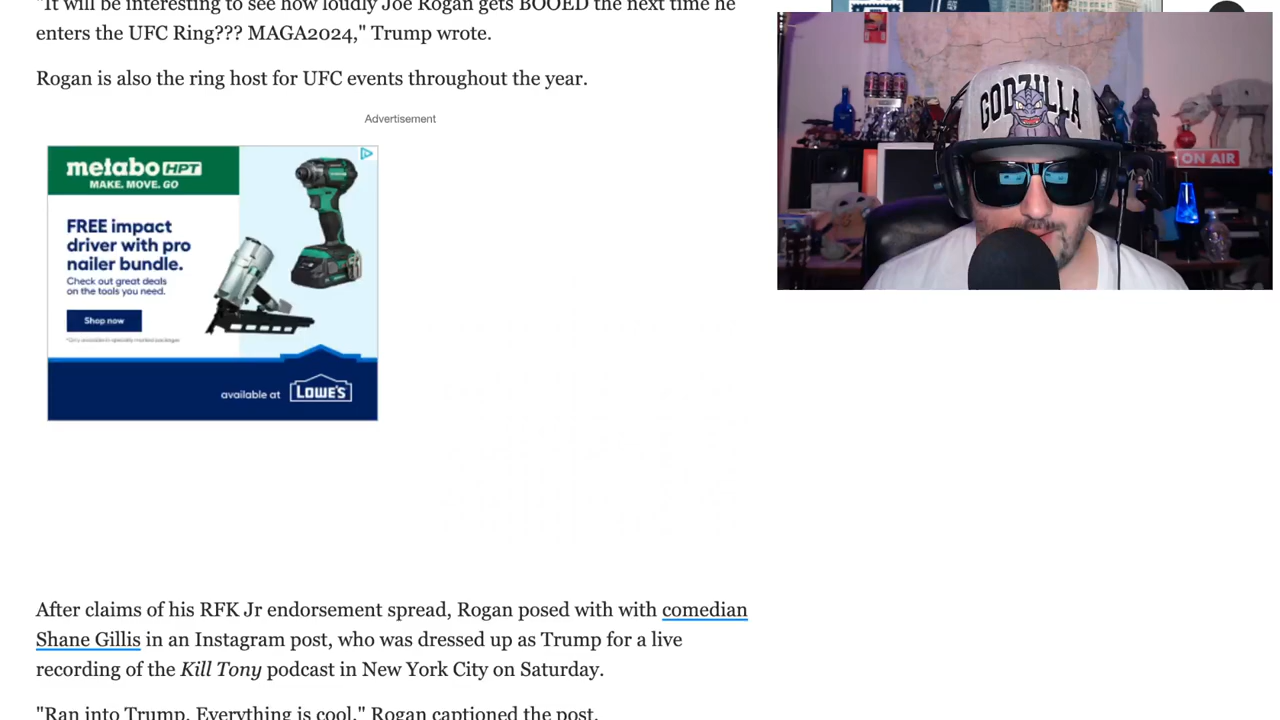 "It will be interesting to see how loudly Joe Rogan gets BOOED the next time he
enters the UFC Ring??? MAGA2024," Trump wrote.
Rogan is also the ring host for UFC events throughout the year.
Advertisement
metabo HPT
MAKE. MOVE. GO
FREE impact
driver with pro
nailer bundle.
Check out great deals
on the tools you need.
Shop now
available at LOWE'S
GODZILLA
ON AIR
After claims of his RFK Jr endorsement spread, Rogan posed with with comedian
Shane Gillis in an Instagram post, who was dressed up as Trump for a live
recording of the Kill Tony podcast in New York City on Saturday.
"Ran into Trump. Everything is cool," Rogan captioned the post.